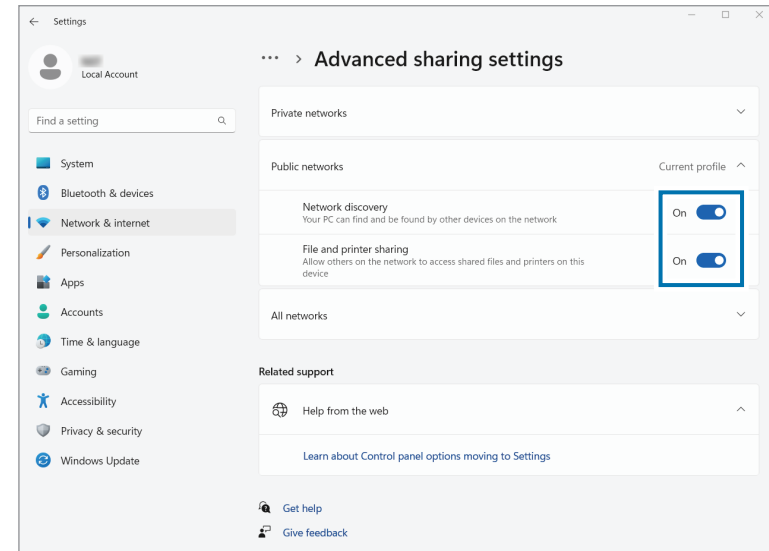 Settings
Local Account
Find a setting
System
Bluetooth & devices
Network & internet
Personalization
Apps
Accounts
Time & language
Gaming
Accessibility
Privacy & security
Windows Update
··· > Advanced sharing settings
Private networks
Public networks Current profile
Network discovery
Your PC can find and be found by other devices on the network
On
File and printer sharing
Allow others on the network to access shared files and printers on this
device
On
All networks
Related support
Help from the web
Learn about Control panel options moving to Settings
Get help
Give feedback